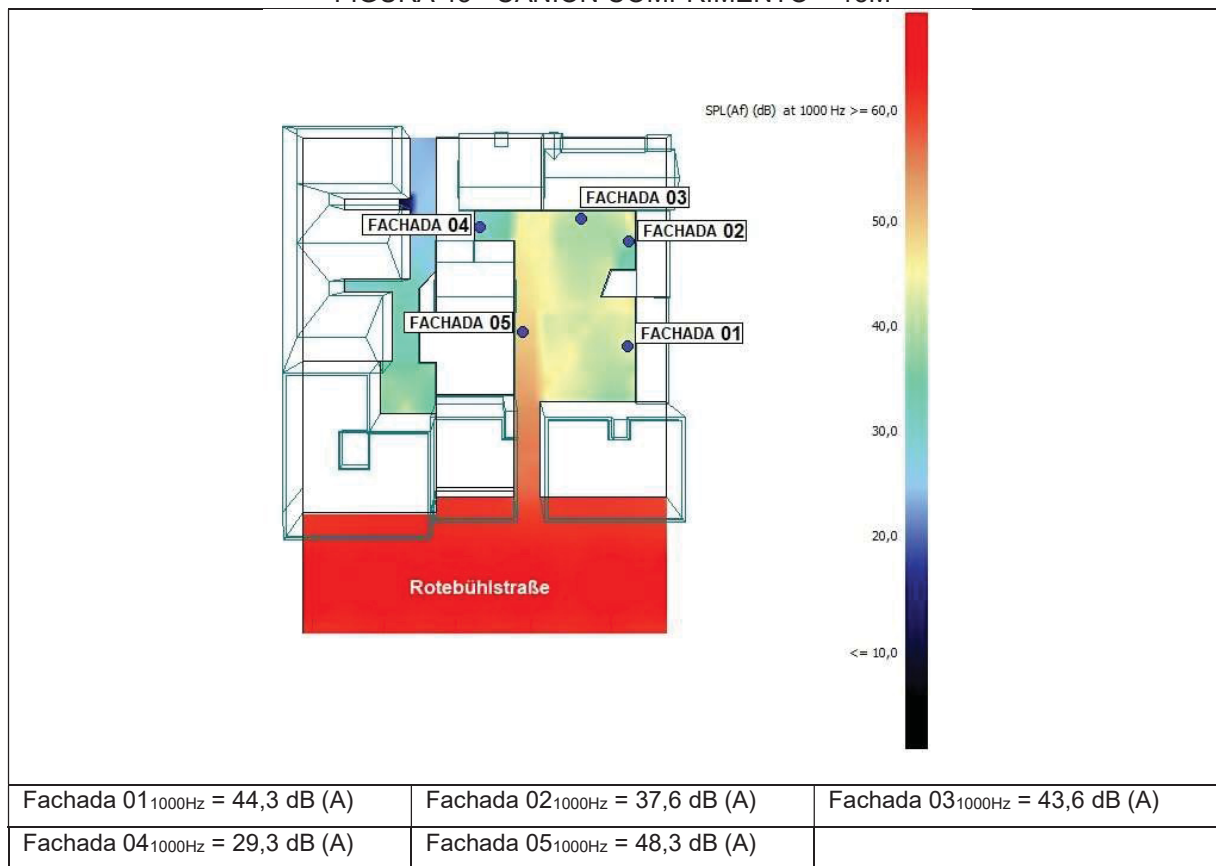 SPL(Af) (dB) at 1000 Hz >= 60,0
50,0
40,0
30,0
20,0
<= 10,0
FACHADA 03
FACHADA 04
FACHADA 02
FACHADA 05
FACHADA 01
Rotebühlstraße
Fachada 01 1000Hz = 44,3 dB (A)
Fachada 02 1000Hz = 37,6 dB (A)
Fachada 03 1000Hz = 43,6 dB (A)
Fachada 04 1000Hz = 29,3 dB (A)
Fachada 05 1000Hz = 48,3 dB (A)